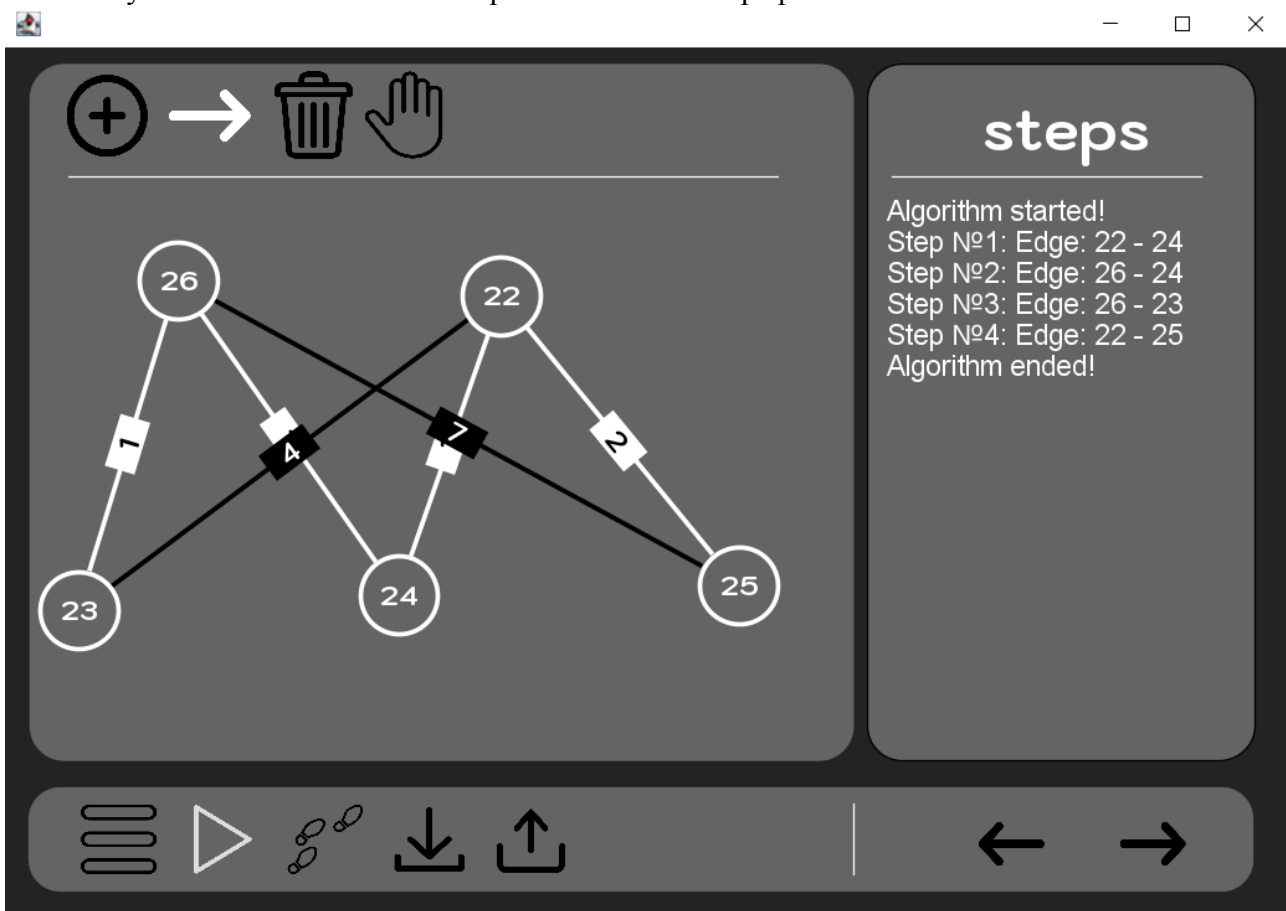 steps
Algorithm started!
Step №1: Edge: 22 - 24
Step №2: Edge: 26 - 24
Step №3: Edge: 26 - 23
Step №4: Edge: 22 - 25
Algorithm ended!
26
22
7
1
2
4
25
24
23